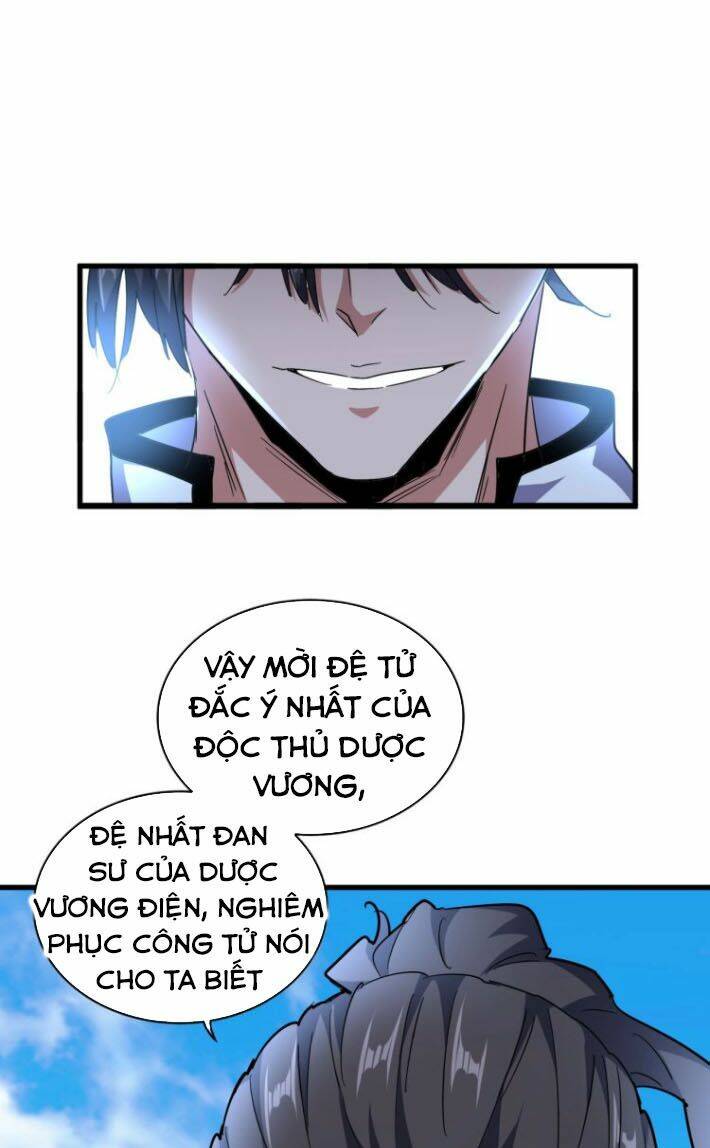 VẬY MỜI ĐỆ TỬ
ĐẮC Ý NHẤT CỦA
ĐỘC THỦ DƯỢC
VƯƠNG,
ĐỆ NHẤT ĐAN
SƯ CỦA DƯỢC
VƯƠNG ĐIỆN, NGHIÊM
PHỤC CÔNG TỬ NÓI
CHO TA BIẾT